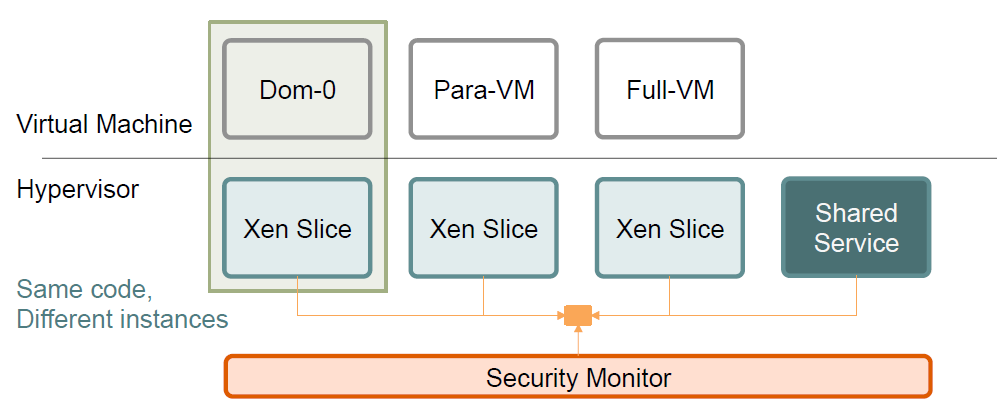 Dom-0
Para-VM
Full-VM
Virtual Machine
Hypervisor
Xen Slice
Xen Slice
Xen Slice
Shared
Service
Same code,
Different instances
Security Monitor